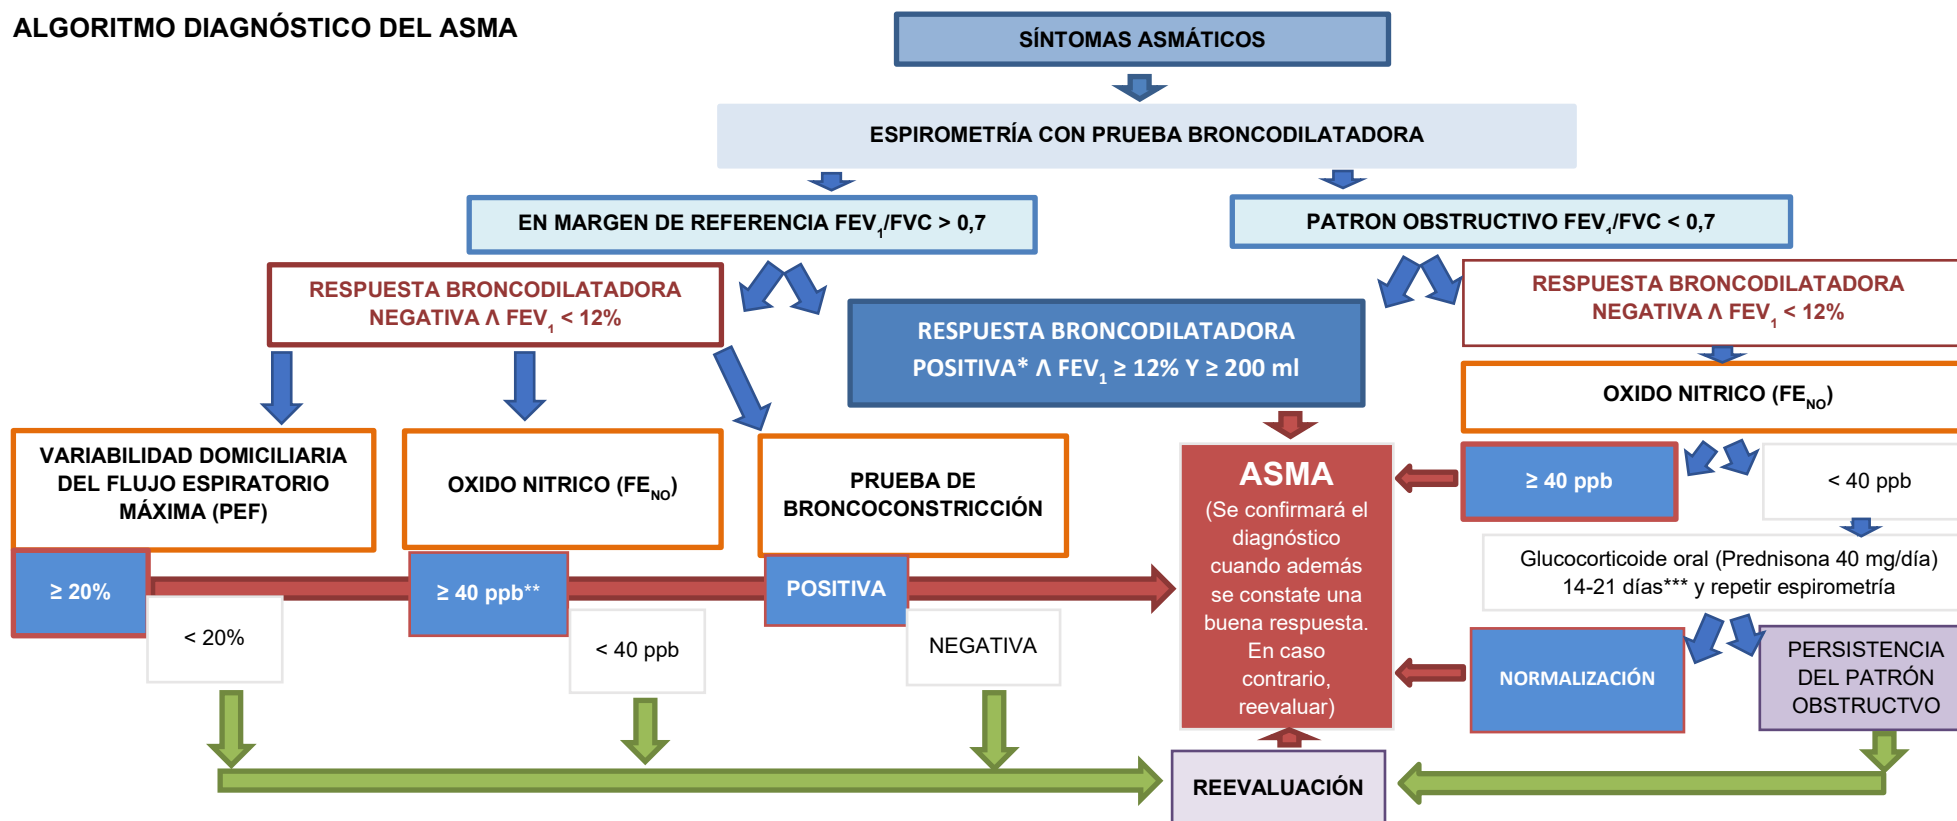 ALGORITMO DIAGNÓSTICO DEL ASMA
SÍNTOMAS ASMÁTICOS
ESPIROMETRÍA CON PRUEBA BRONCODILATADORA
EN MARGEN DE REFERENCIA FEV₁/FVC > 0,7
PATRON OBSTRUCTIVO FEV₁/FVC < 0,7
RESPUESTA BRONCODILATADORA
NEGATIVA Λ FEV₁ < 12%
RESPUESTA BRONCODILATADORA
POSITIVA* Λ FEV₁ ≥ 12% Y ≥ 200 ml
RESPUESTA BRONCODILATADORA
NEGATIVA Λ FEV₁ < 12%
OXIDO NITRICO (FE_NO)
VARIABILIDAD DOMICILIARIA
DEL FLUJO ESPIRATORIO
MÁXIMA (PEF)
OXIDO NITRICO (FE_NO)
PRUEBA DE
BRONCOCONSTRICCIÓN
≥ 20%
< 20%
≥ 40 ppb**
< 40 ppb
POSITIVA
NEGATIVA
ASMA
(Se confirmará el
diagnóstico
cuando además
se constate una
buena respuesta.
En caso
contrario,
reevaluar)
≥ 40 ppb
< 40 ppb
Glucocorticoide oral (Prednisona 40 mg/día)
14-21 días*** y repetir espirometría
NORMALIZACIÓN
PERSISTENCIA
DEL PATRÓN
OBSTRUCTVO
REEVALUACIÓN